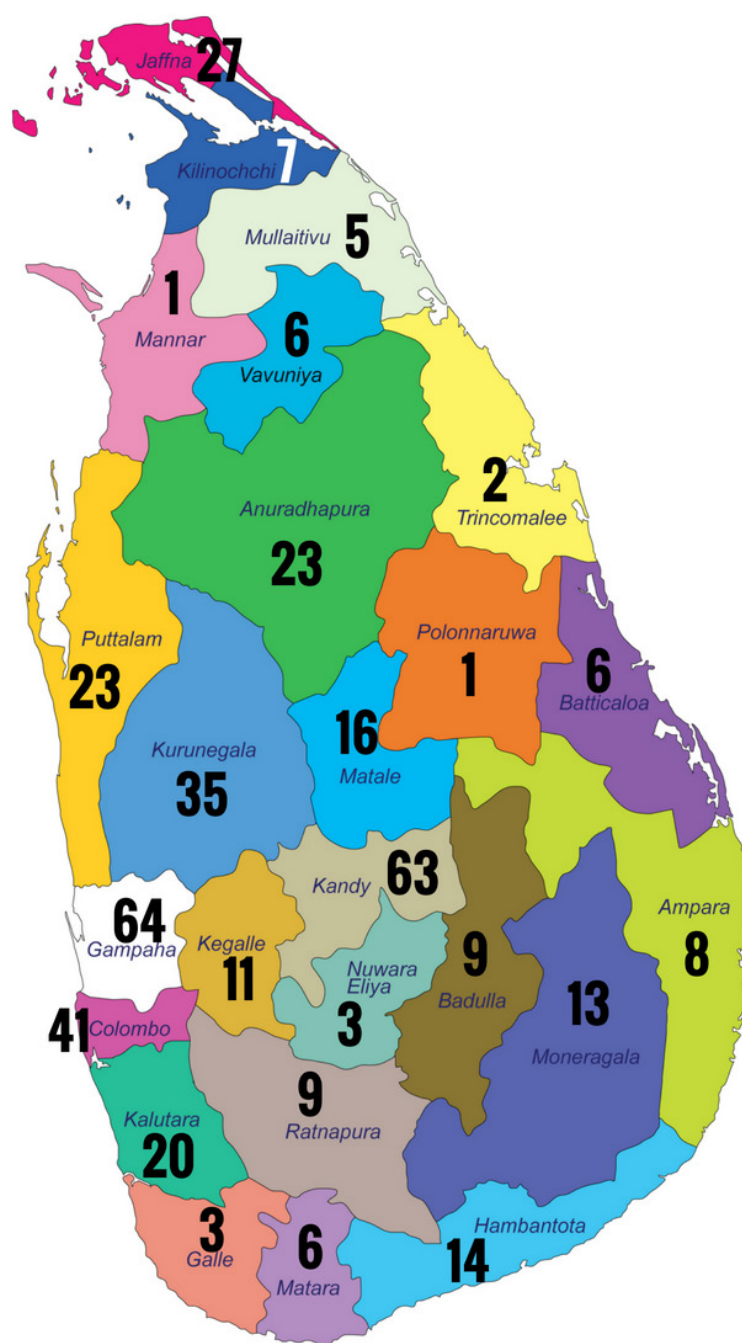 Jaffna 27
Kilinochchi 7
Mullaitivu 5
1
Mannar
6
Vavuniya
2
Trincomalee
Anuradhapura
23
Puttalam
23
Polonnaruwa
1
6
Batticaloa
Kurunegala
35
16
Matale
Kandy 63
64
Gampaha
Kegalle
11
Nuwara
Eliya
3
9
Badulla
13
Moneragala
Ampara
8
41 Colombo
Kalutara
20
9
Ratnapura
3
Galle
6
Matara
Hambantota
14